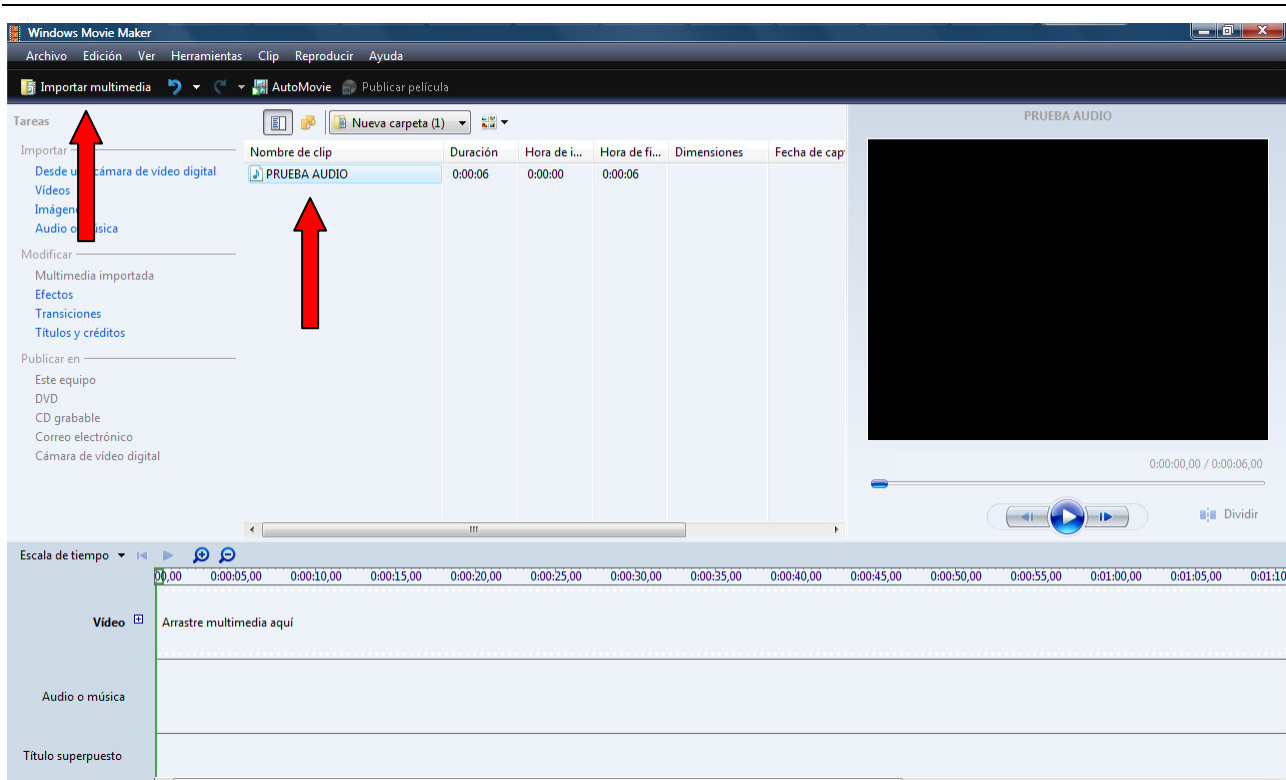 Windows Movie Maker
Archivo Edición Ver Herramientas Clip Reproducir Ayuda
Importar multimedia AutoMovie Publicar película
Tareas
Importar
Desde u cámara de vídeo digital
Vídeos
Imágen
Audio o sica
Modificar
Multimedia importada
Efectos
Transiciones
Títulos y créditos
Publicar en
Este equipo
DVD
CD grabable
Correo electrónico
Cámara de vídeo digital
Nueva carpeta (1)
Nombre de clip Duración Hora de i... Hora de fi... Dimensiones Fecha de cap
PRUEBA AUDIO 0:00:06 0:00:00 0:00:06
PRUEBA AUDIO
0:00:00,00 / 0:00:06,00
Dividir
Escala de tiempo
00,00 0:00:05,00 0:00:10,00 0:00:15,00 0:00:20,00 0:00:25,00 0:00:30,00 0:00:35,00 0:00:40,00 0:00:45,00 0:00:50,00 0:00:55,00 0:01:00,00 0:01:05,00 0:01:10
Vídeo Arrastre multimedia aquí
Audio o música
Título superpuesto